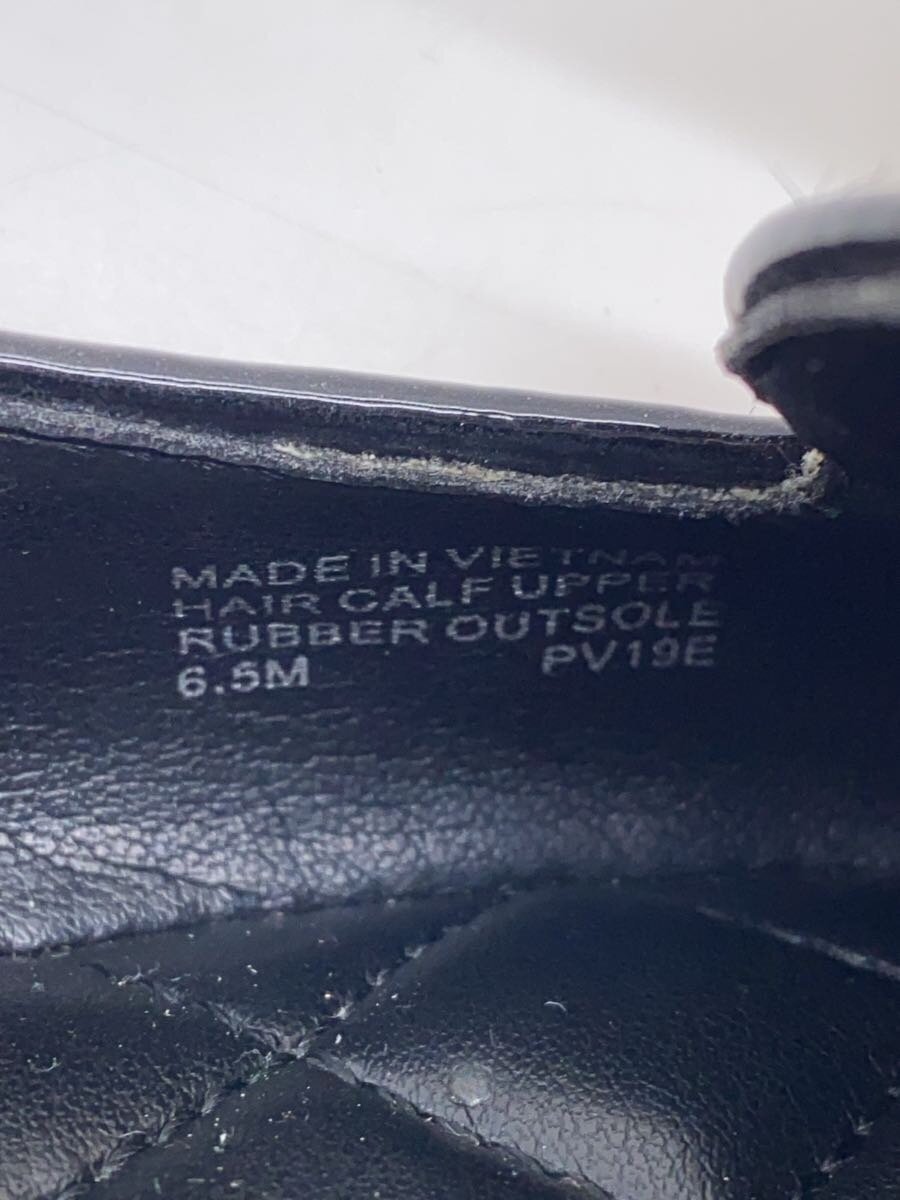 MADE IN VIETNAM
HAIR CALF UPPER
RUBBER OUTSOLE
6.5M PV19E